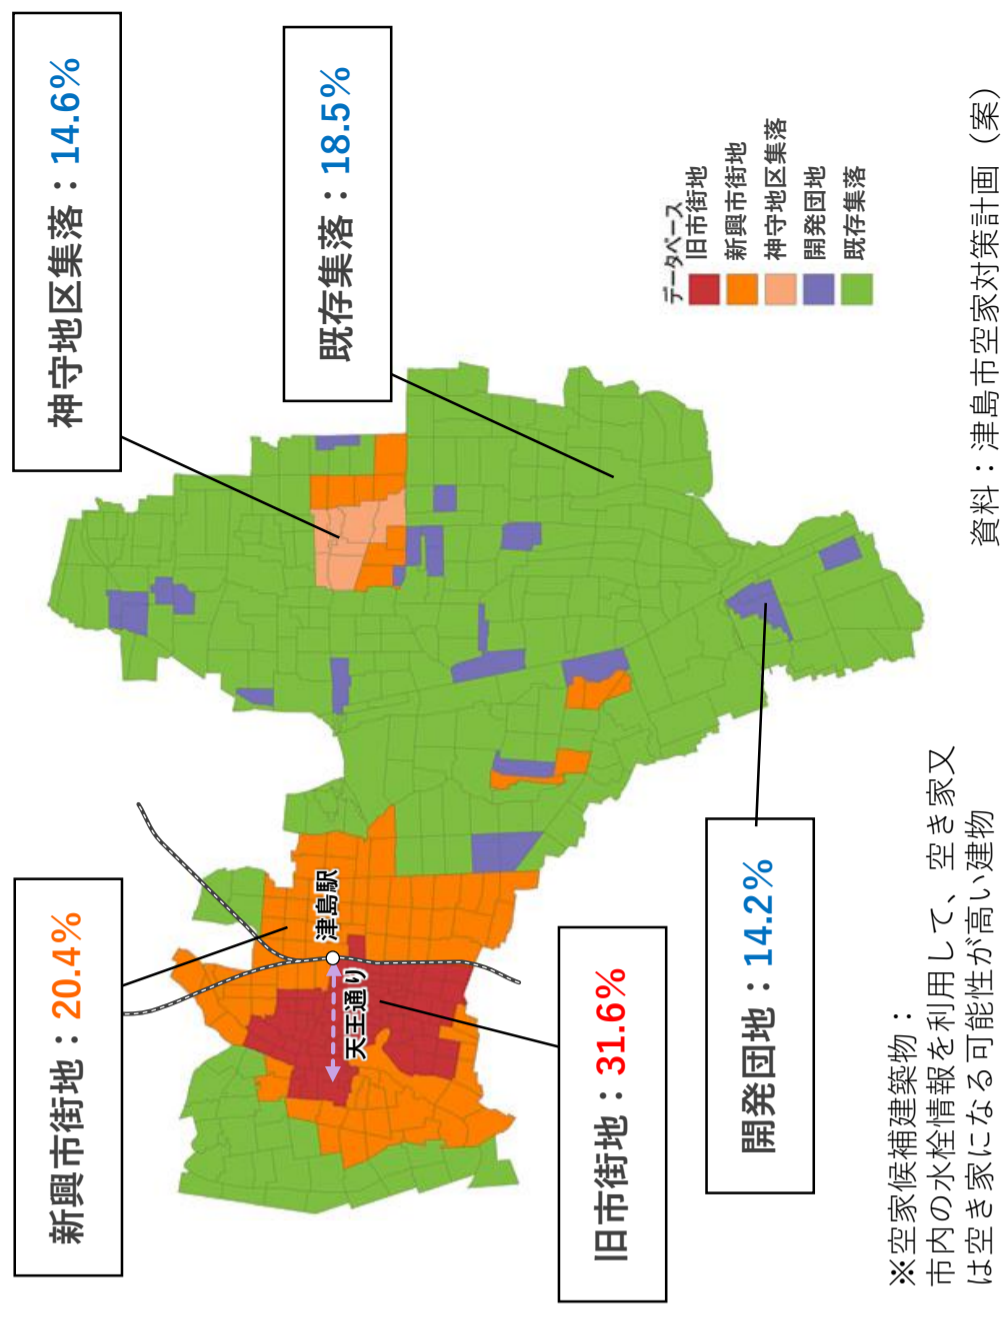 新興市街地：20.4%
神守地区集落：14.6%
既存集落：18.5%
津島駅
天王通り
旧市街地：31.6%
開発団地：14.2%
データベース
旧市街地
新興市街地
神守地区集落
開発団地
既存集落
※空家候補建築物：
市内の水栓情報を利用して、空き家又
は空き家になる可能性が高い建物
資料：津島市空家対策計画（案）